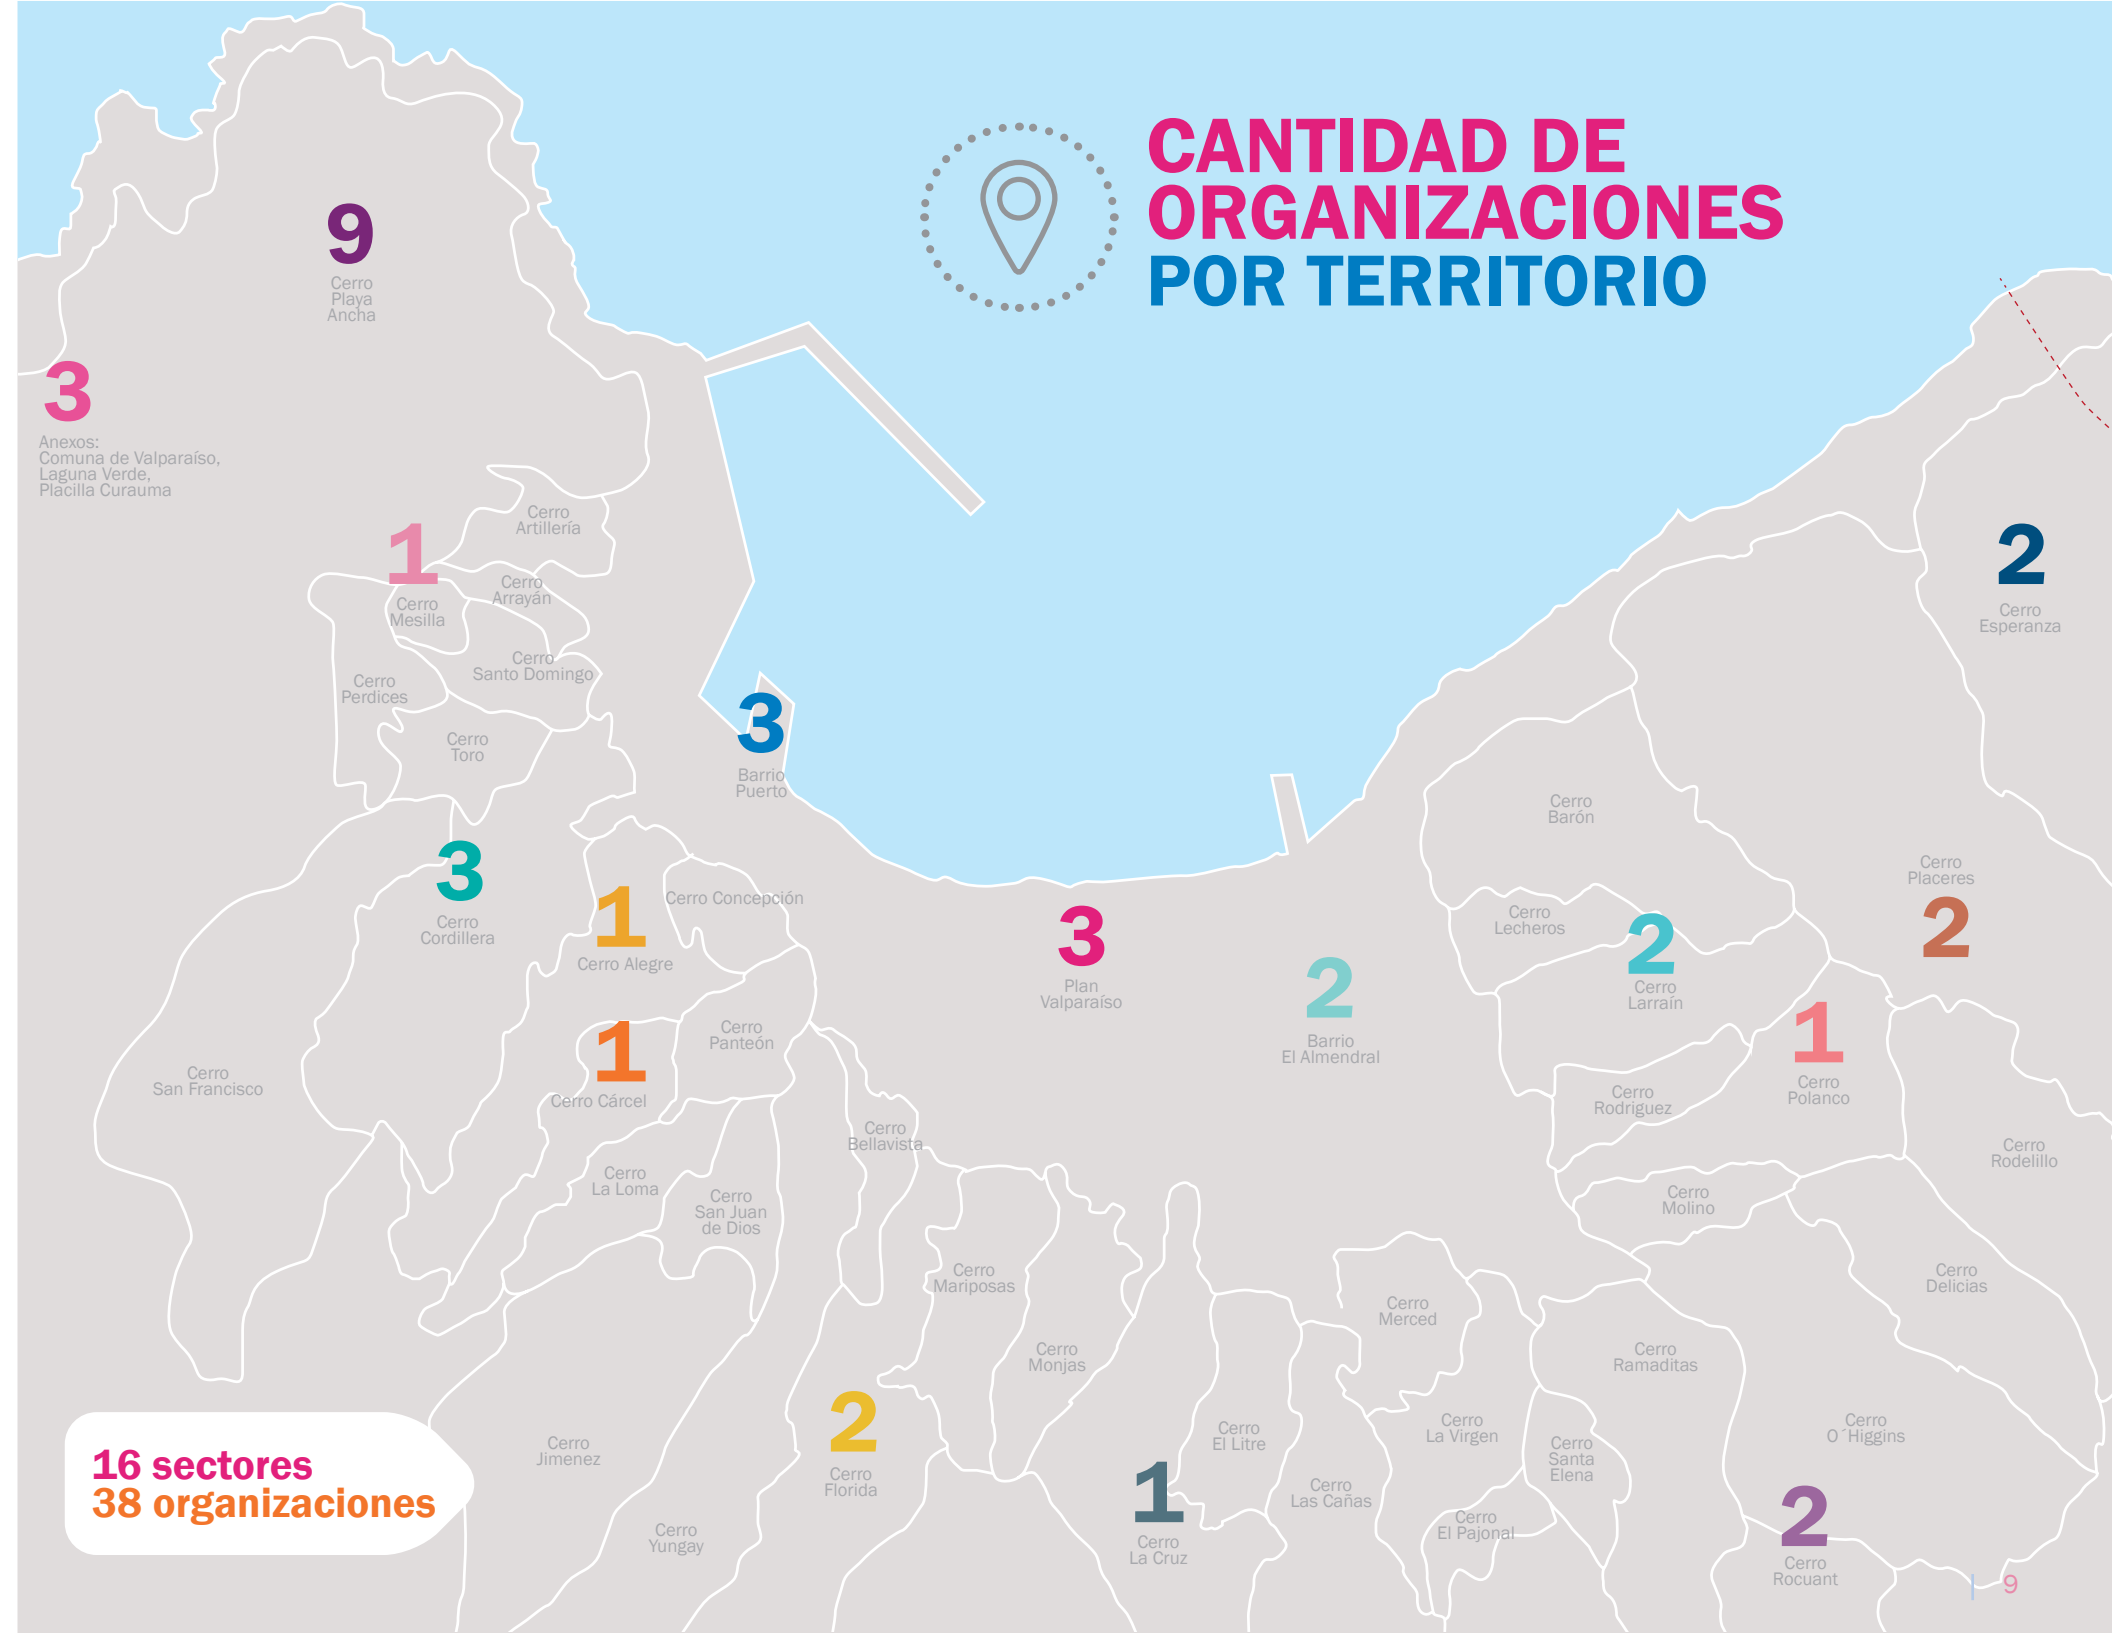 CANTIDAD DE
ORGANIZACIONES
POR TERRITORIO
9
Cerro
Playa
Ancha
3
Anexos:
Comuna de Valparaíso,
Laguna Verde,
Placilla Curauma
Cerro
Artillería
1
Cerro
Mesilla
Cerro
Arrayán
2
Cerro
Esperanza
Cerro
Santo Domingo
Cerro
Perdices
Cerro
Toro
3
Barrio
Puerto
Cerro
Barón
3
Cerro
Cordillera
1
Cerro Alegre
Cerro Concepción
3
Plan
Valparaíso
2
Barrio
El Almendral
Cerro
Lecheros
2
Cerro
Larraín
Cerro
Placeres
2
1
Cerro
Polanco
Cerro
San Francisco
1
Cerro Cárcel
Cerro
Panteón
Cerro
Rodriguez
Cerro
Bellavista
Cerro
Rodelillo
Cerro
La Loma
Cerro
San Juan
de Dios
Cerro
Molino
Cerro
Mariposas
Cerro
Delicias
Cerro
Merced
Cerro
Monjas
Cerro
Ramaditas
2
Cerro
Florida
Cerro
El Litre
Cerro
La Virgen
Cerro
Santa
Elena
Cerro
O´Higgins
Cerro
Jimenez
16 sectores
38 organizaciones
Cerro
Yungay
1
Cerro
La Cruz
Cerro
Las Cañas
Cerro
El Pajonal
2
Cerro
Rocuant
| 9